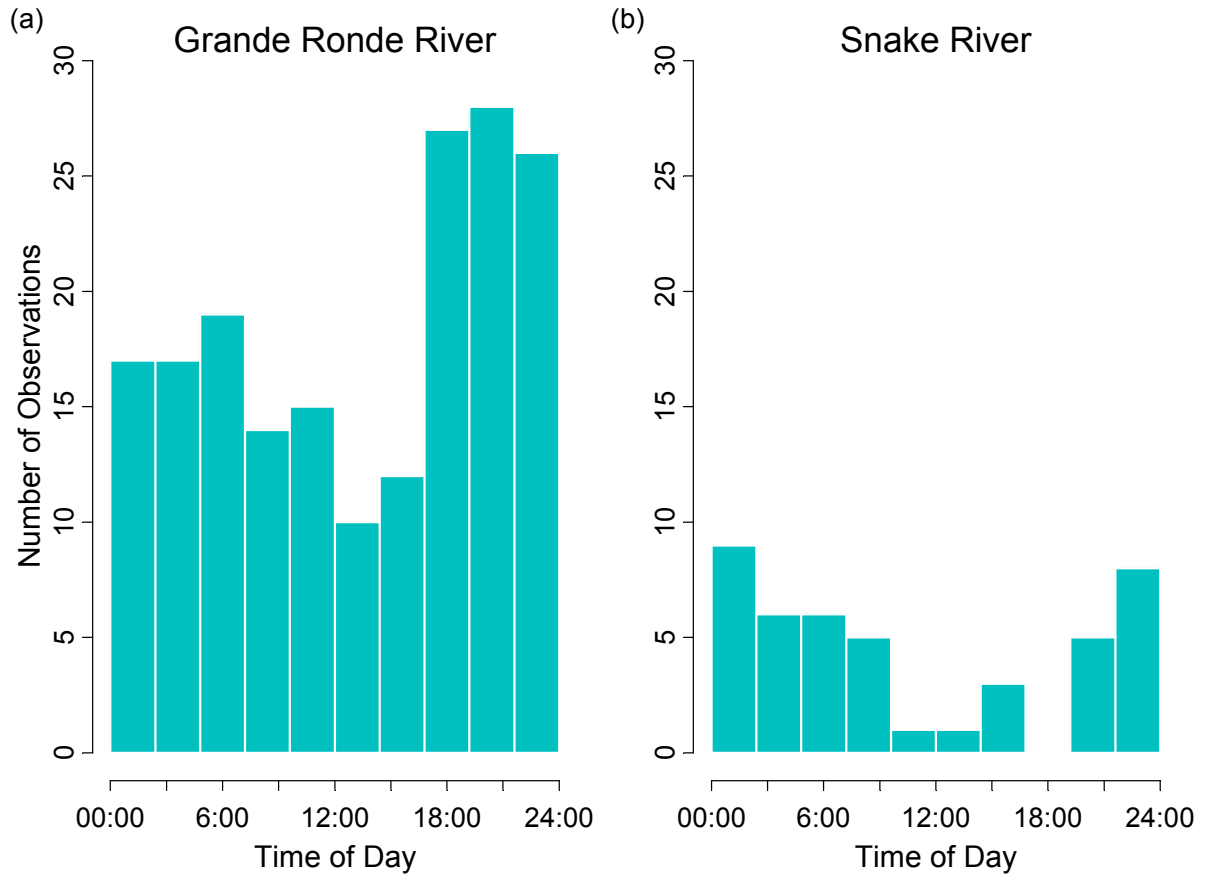 (a)
Grande Ronde River
30
25
20
15
10
5
0
Number of Observations
00:00 6:00 12:00 18:00 24:00
Time of Day
(b)
Snake River
30
25
20
15
10
5
0
00:00 6:00 12:00 18:00 24:00
Time of Day